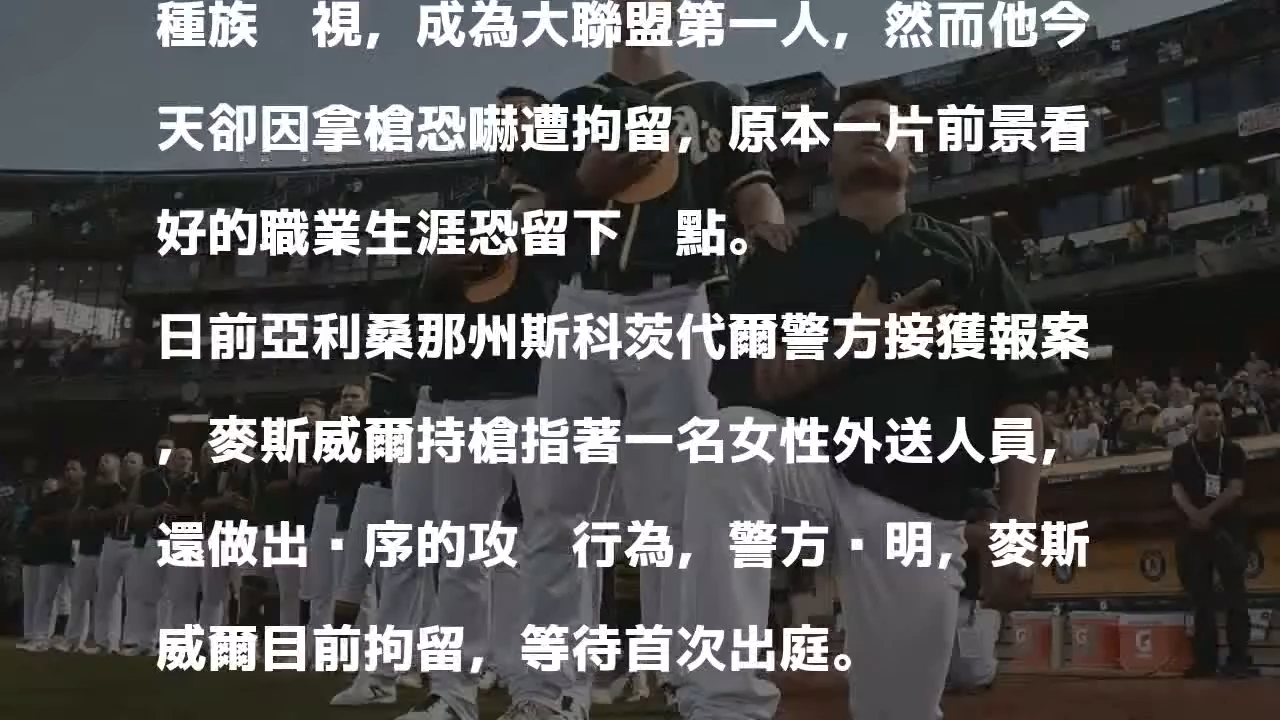 種族　視，成為大聯盟第一人，然而他今
天卻因拿槍恐嚇遭拘留，原本一片前景看
好的職業生涯恐留下　點。
日前亞利桑那州斯科茨代爾警方接獲報案
，麥斯威爾持槍指著一名女性外送人員，
還做出▪序的攻　行為，警方▪明，麥斯
威爾目前拘留，等待首次出庭。
A's
G
G
G